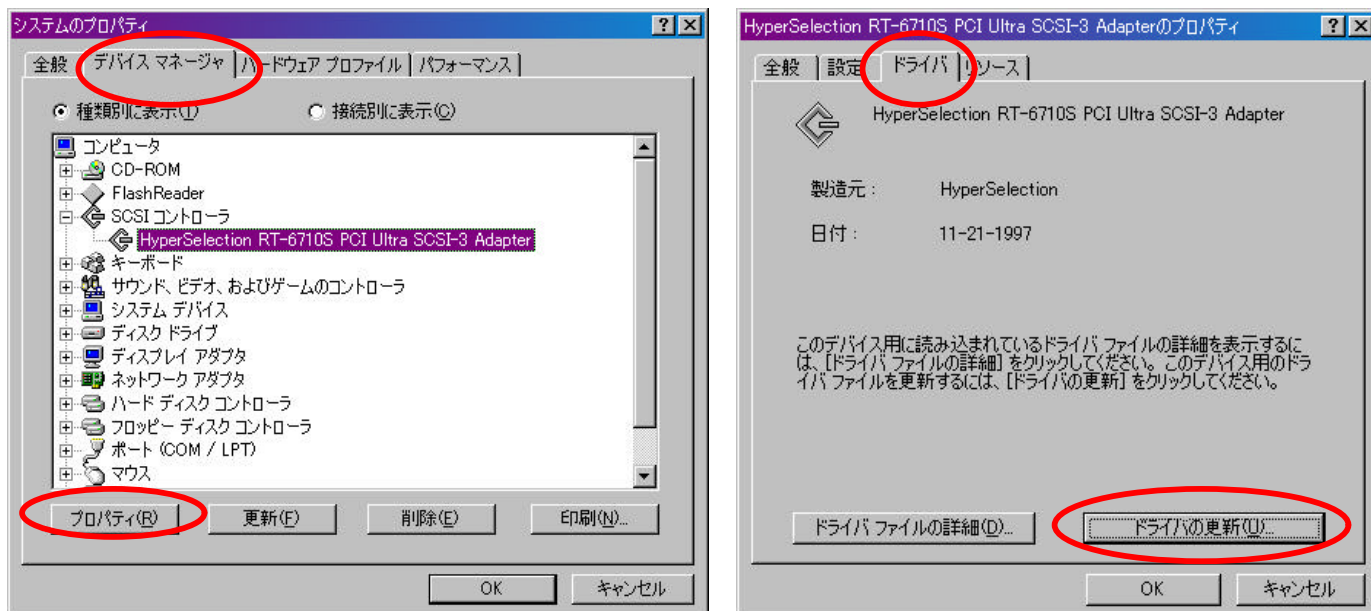 システムのプロパティ
全般
デバイス マネージャ
ハードウェア プロファイル
パフォーマンス
種類別に表示(T)
接続別に表示(C)
コンピュータ
CD-ROM
FlashReader
SCSI コントローラ
HyperSelection RT-6710S PCI Ultra SCSI-3 Adapter
キーボード
サウンド、ビデオ、およびゲームのコントローラ
システム デバイス
ディスク ドライブ
ディスプレイ アダプタ
ネットワーク アダプタ
ハード ディスク コントローラ
フロッピー ディスク コントローラ
ポート (COM / LPT)
マウス
プロパティ(R)
更新(F)
削除(E)
印刷(N)...
OK
キャンセル
HyperSelection RT-6710S PCI Ultra SCSI-3 Adapterのプロパティ
全般
設定
ドライバ
リソース
HyperSelection RT-6710S PCI Ultra SCSI-3 Adapter
製造元:
HyperSelection
日付:
11-21-1997
このデバイス用に読み込まれているドライバ ファイルの詳細を表示するに
は、[ドライバ ファイルの詳細] をクリックしてください。このデバイス用のドラ
イバ ファイルを更新するには、[ドライバの更新] をクリックしてください。
ドライバ ファイルの詳細(D)...
ドライバの更新(U)...
OK
キャンセル